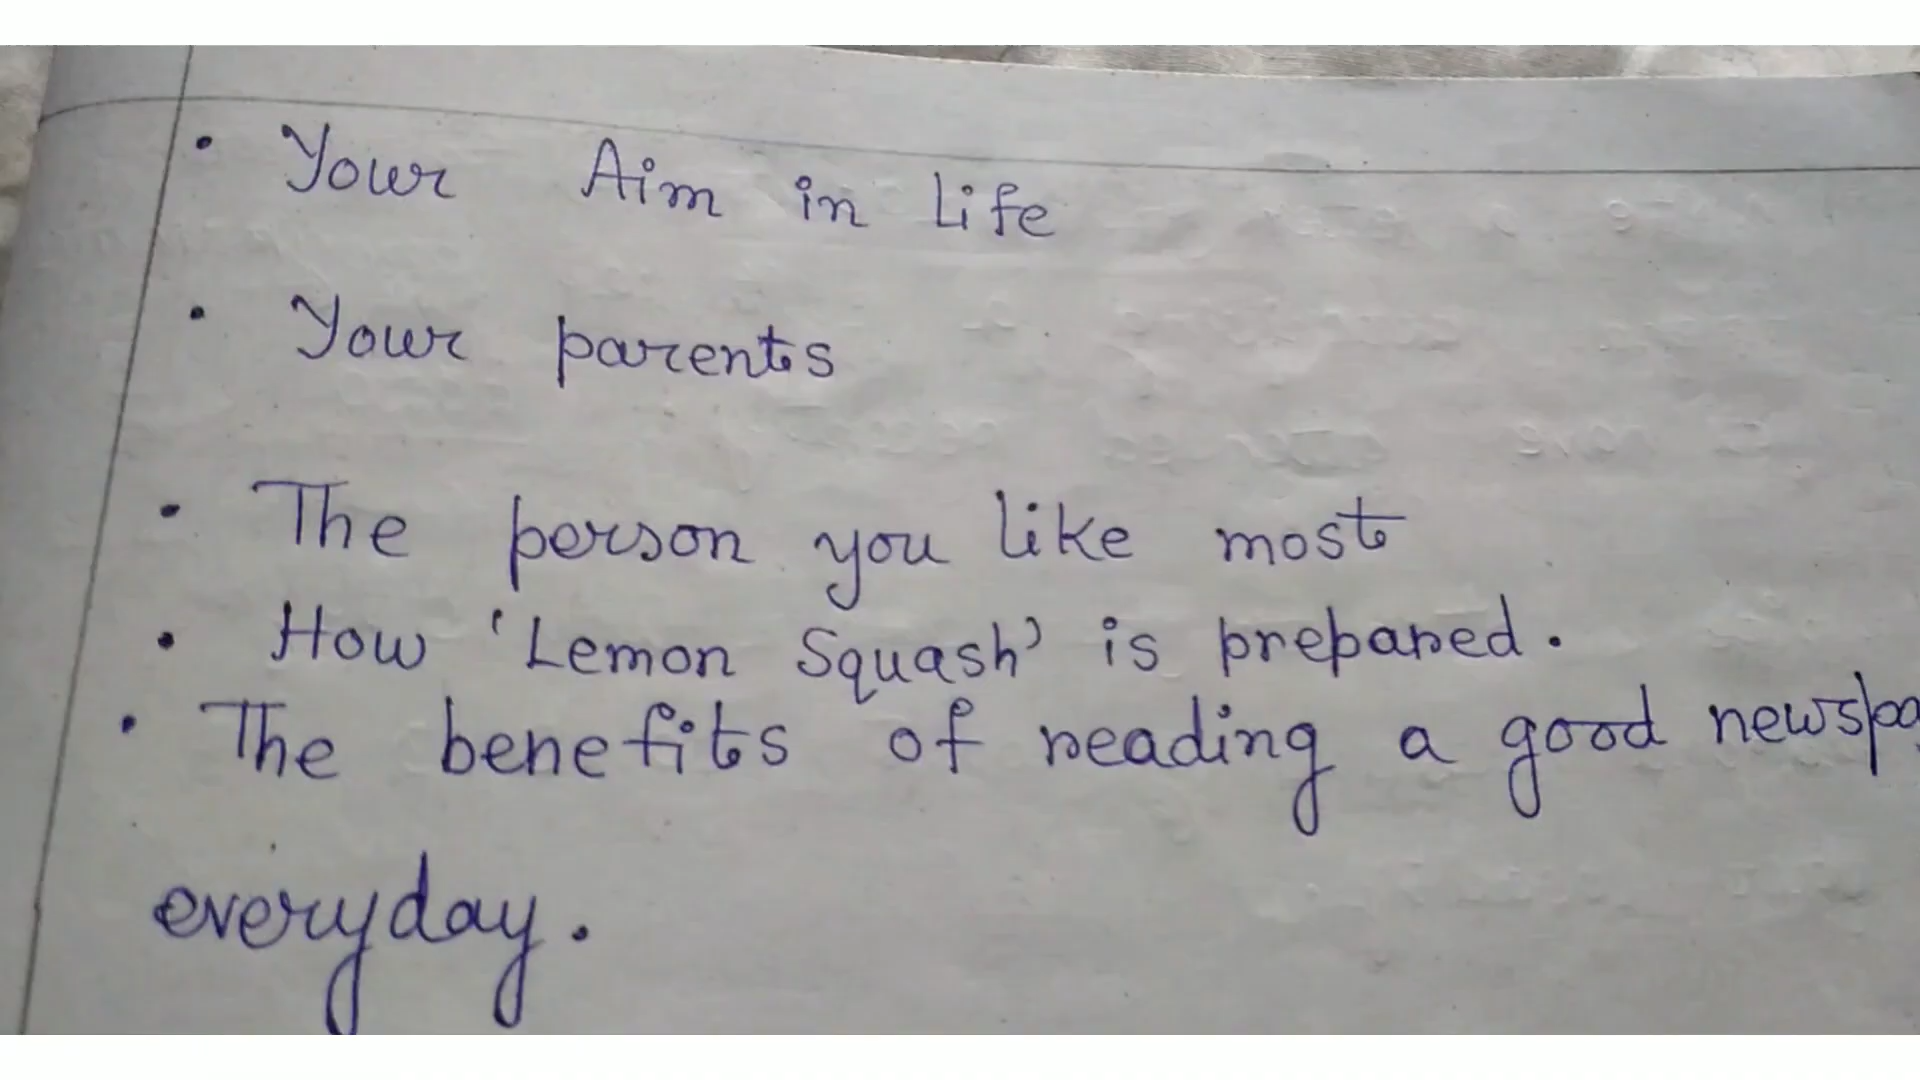 • Your Aim in Life
• Your parents
• The person you like most
• How 'Lemon Squash' is prepared.
• The benefits of reading a good newspa
everyday.